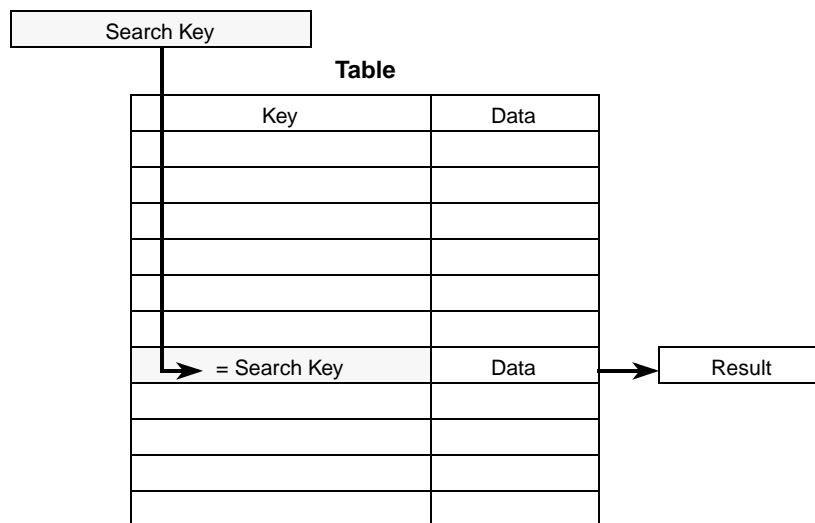 Search Key
Table
Key Data
= Search Key Data Result